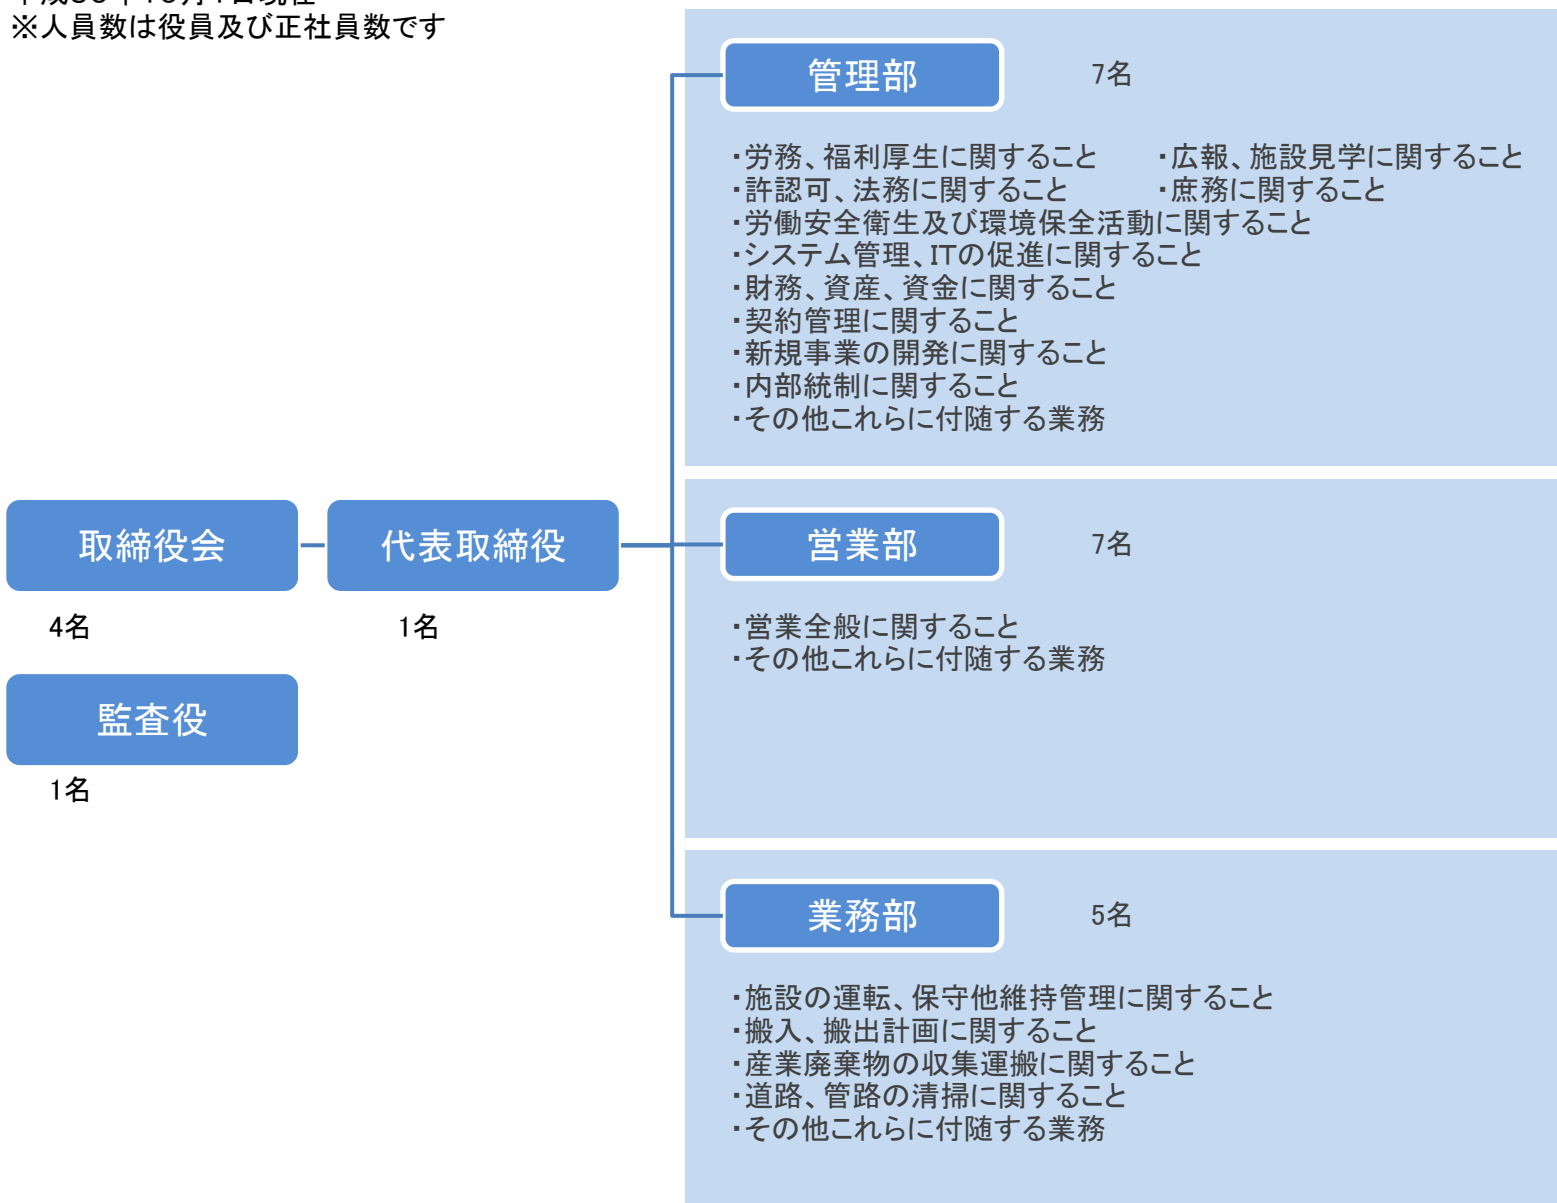 ※人員数は役員及び正社員数です
管理部
7名
・労務、福利厚生に関すること ・広報、施設見学に関すること
・許認可、法務に関すること ・庶務に関すること
・労働安全衛生及び環境保全活動に関すること
・システム管理、ITの促進に関すること
・財務、資産、資金に関すること
・契約管理に関すること
・新規事業の開発に関すること
・内部統制に関すること
・その他これらに付随する業務
取締役会
代表取締役
営業部
7名
4名
1名
・営業全般に関すること
・その他これらに付随する業務
監査役
1名
業務部
5名
・施設の運転、保守他維持管理に関すること
・搬入、搬出計画に関すること
・産業廃棄物の収集運搬に関すること
・道路、管路の清掃に関すること
・その他これらに付随する業務